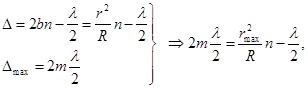 Δ = 2bn − λ/2 = r²/R n − λ/2
Δmax = 2m λ/2
} ⇒ 2m λ/2 = r²max/R n − λ/2,